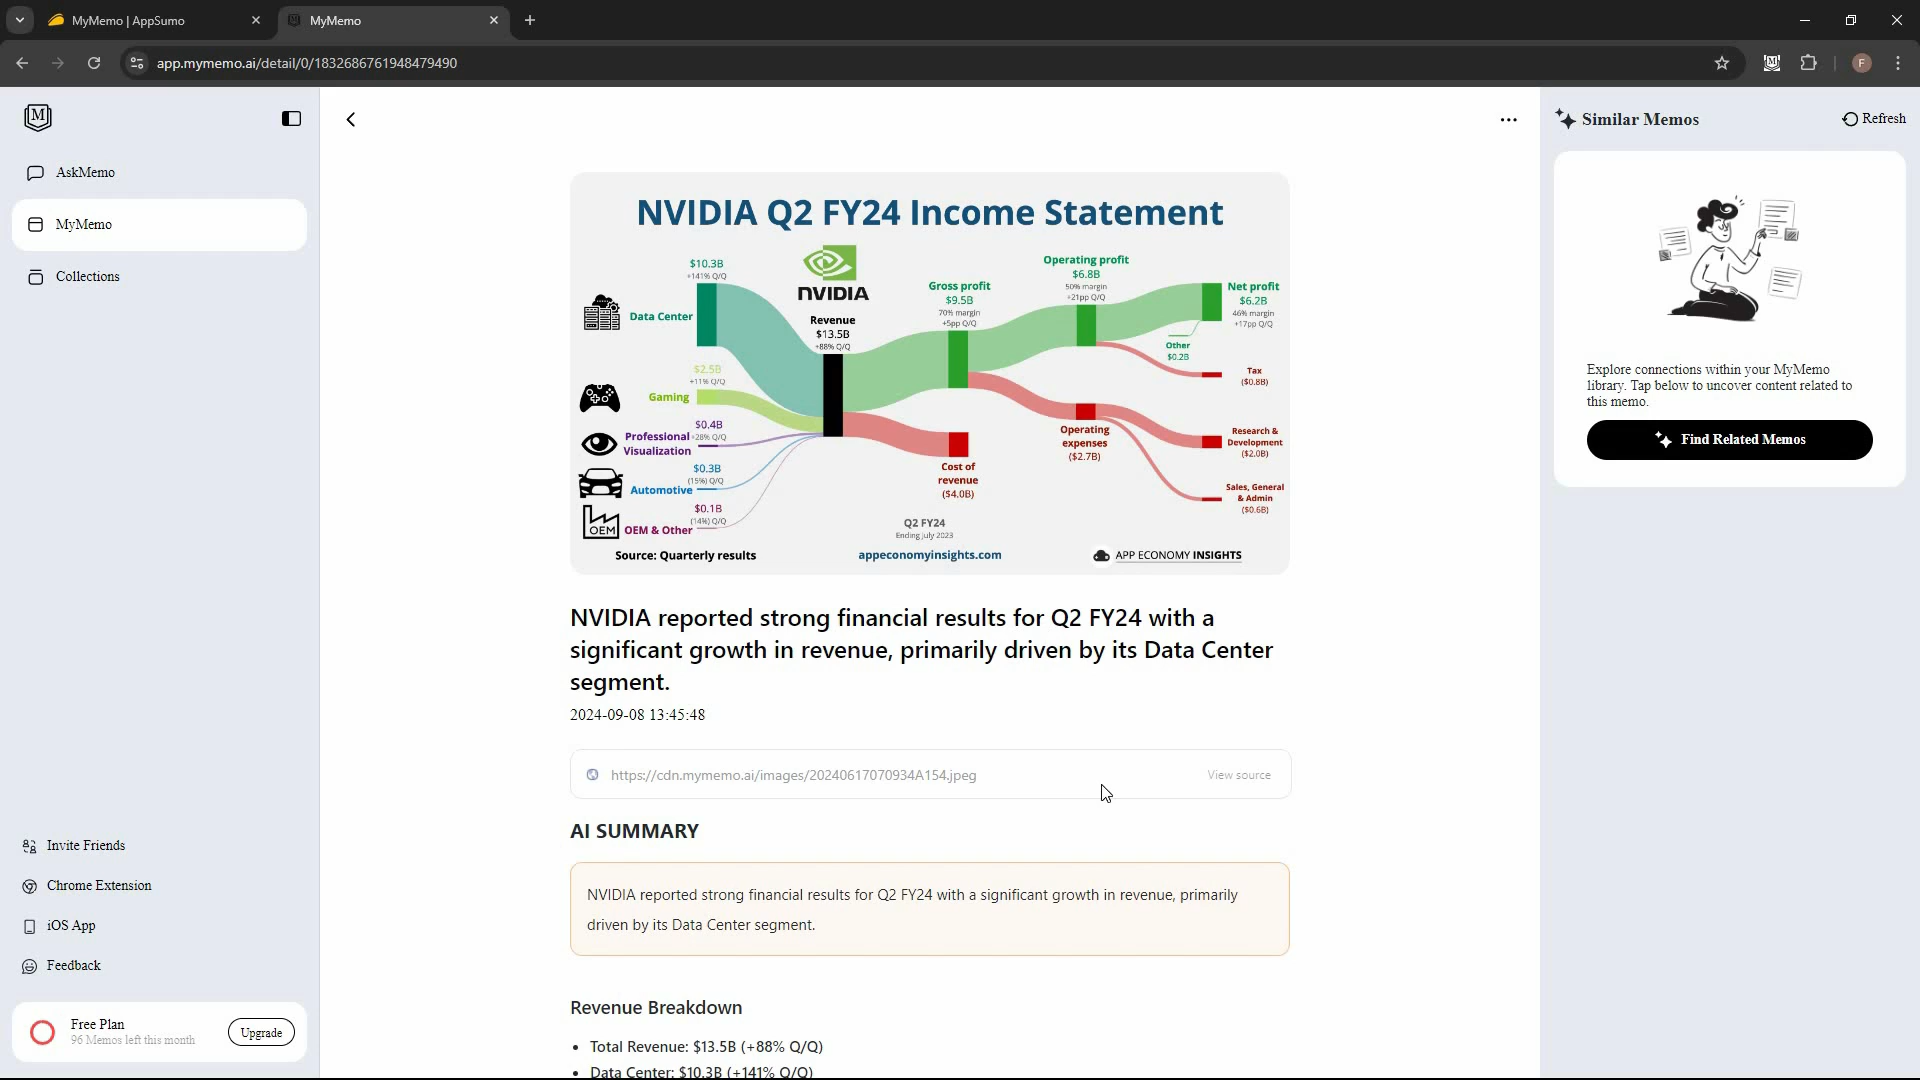 MyMemo | AppSumo
MyMemo
app.mymemo.ai/detail/0/1832686761948479490
F
M
AskMemo
MyMemo
Collections
Invite Friends
Chrome Extension
iOS App
Feedback
Free Plan
96 Memos left this month
Upgrade
NVIDIA Q2 FY24 Income Statement
$10.3B
+141% Q/Q
Data Center
$2.5B
+11% Q/Q
Gaming
$0.4B
+28% Q/Q
Professional
Visualization
$0.3B
(15%) Q/Q
Automotive
$0.1B
(14%) Q/Q
OEM
OEM & Other
NVIDIA
Revenue
$13.5B
+88% Q/Q
Gross profit
$9.5B
70% margin
+5pp Q/Q
Cost of
revenue
($4.0B)
Operating profit
$6.8B
50% margin
+21pp Q/Q
Operating
expenses
($2.7B)
Net profit
$6.2B
46% margin
+17pp Q/Q
Other
$0.2B
Tax
($0.8B)
Research &
Development
($2.0B)
Sales, General
& Admin
($0.6B)
Q2 FY24
Ending July 2023
Source: Quarterly results
appeconomyinsights.com
APP ECONOMY INSIGHTS
NVIDIA reported strong financial results for Q2 FY24 with a
significant growth in revenue, primarily driven by its Data Center
segment.
2024-09-08 13:45:48
https://cdn.mymemo.ai/images/20240617070934A154.jpeg
View source
AI SUMMARY
NVIDIA reported strong financial results for Q2 FY24 with a significant growth in revenue, primarily
driven by its Data Center segment.
Revenue Breakdown
• Total Revenue: $13.5B (+88% Q/Q)
• Data Center: $10.3B (+141% Q/Q)
Similar Memos
Refresh
Explore connections within your MyMemo
library. Tap below to uncover content related to
this memo.
Find Related Memos